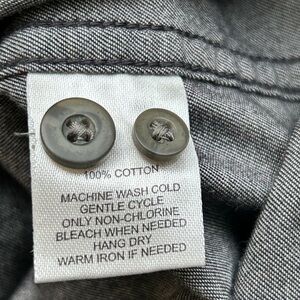 100% COTTON
MACHINE WASH COLD
GENTLE CYCLE
ONLY NON-CHLORINE
BLEACH WHEN NEEDED
HANG DRY
WARM IRON IF NEEDED